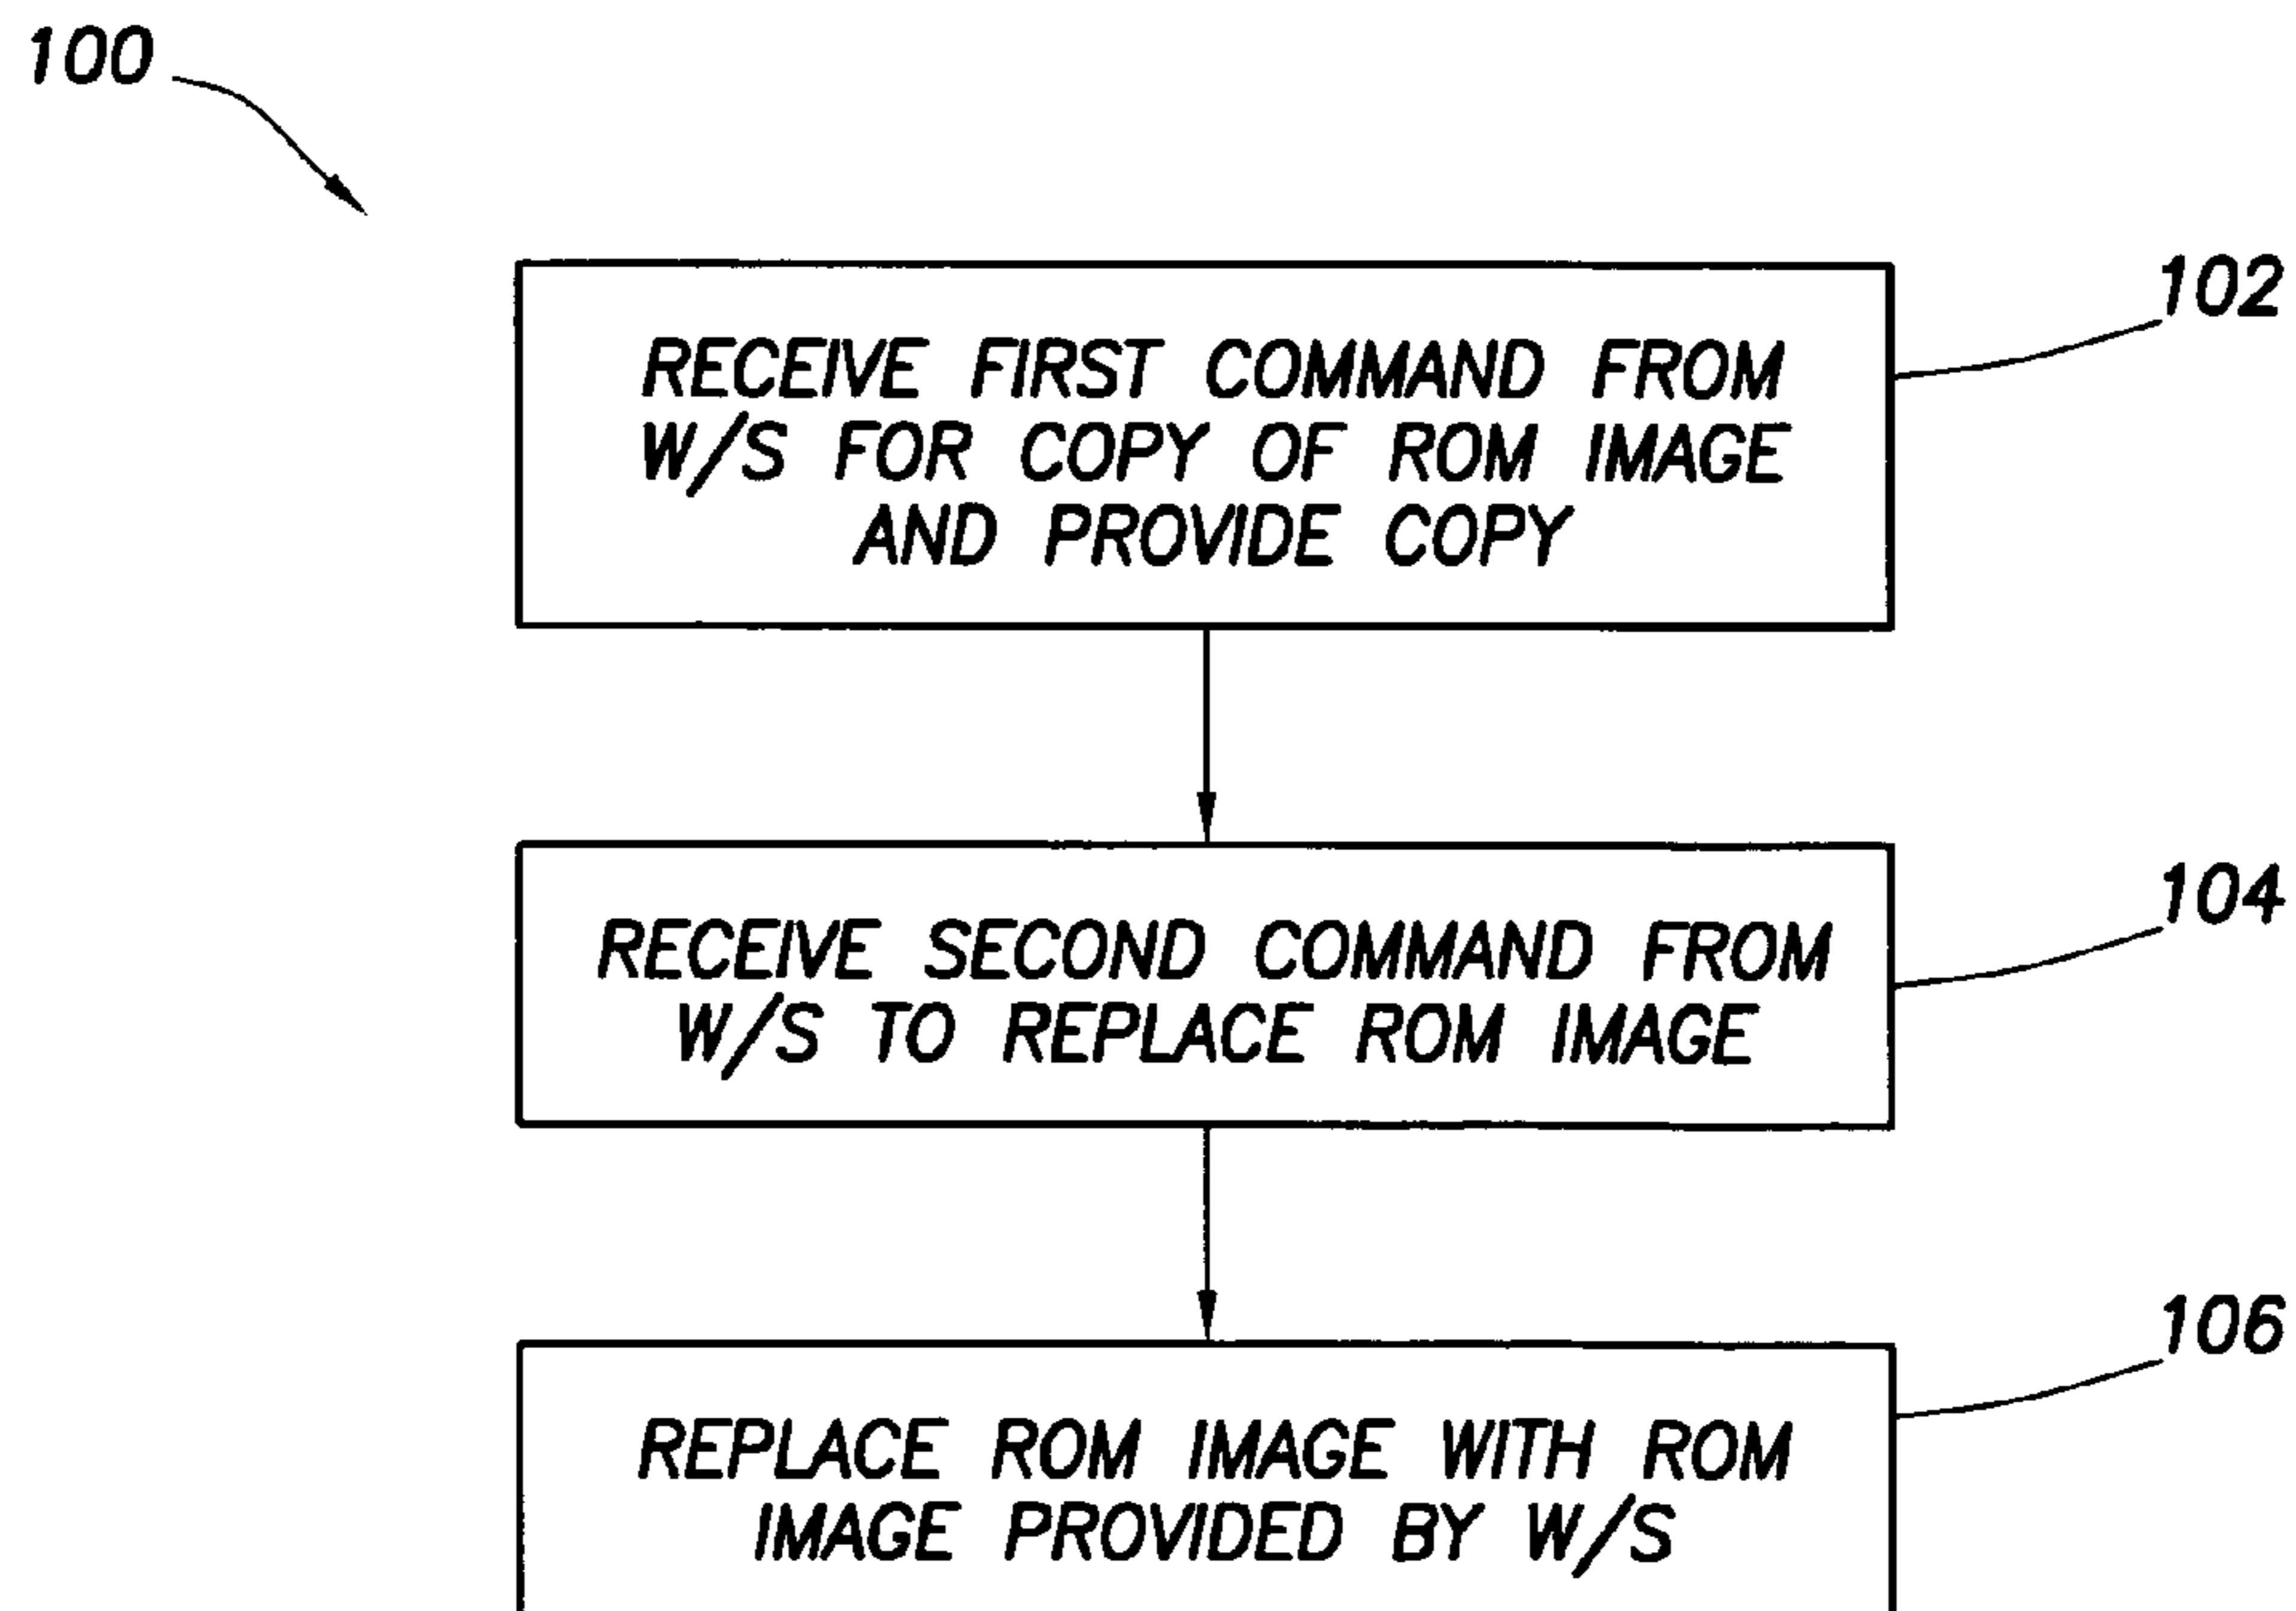 100
102
RECEIVE FIRST COMMAND FROM
W/S FOR COPY OF ROM IMAGE
AND PROVIDE COPY
104
RECEIVE SECOND COMMAND FROM
W/S TO REPLACE ROM IMAGE
106
REPLACE ROM IMAGE WITH ROM
IMAGE PROVIDED BY W/S